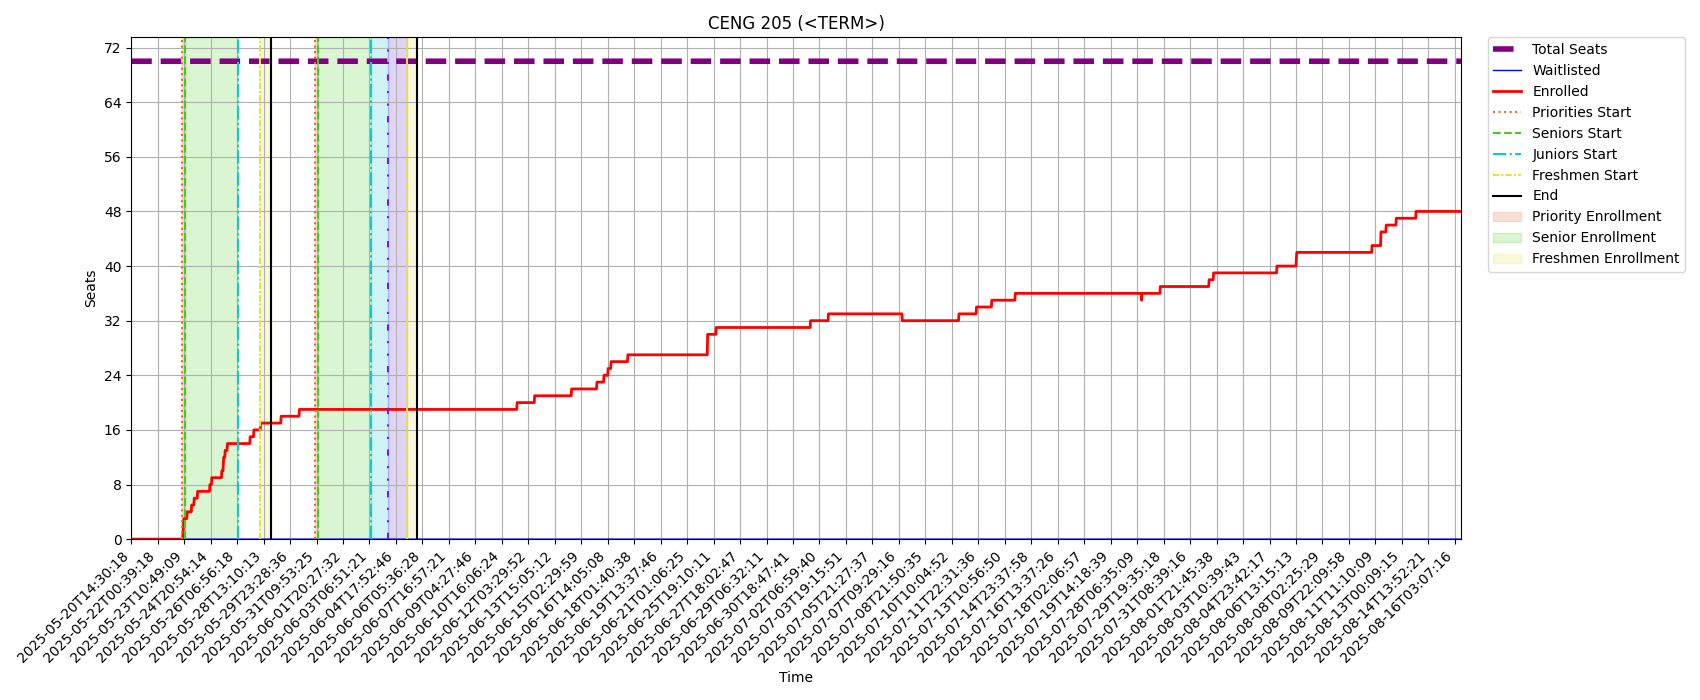 CENG 205 (<TERM>)
72
64
56
48
40
32
24
16
8
0
Seats
2025-05-20T14:30:18
2025-05-22T00:39:18
2025-05-23T10:49:09
2025-05-24T20:54:14
2025-05-26T06:56:18
2025-05-28T13:10:13
2025-05-29T23:28:36
2025-05-31T09:53:25
2025-06-01T20:27:32
2025-06-03T06:51:21
2025-06-04T17:52:46
2025-06-06T05:36:28
2025-06-07T16:57:21
2025-06-09T04:27:46
2025-06-10T16:06:24
2025-06-12T03:29:52
2025-06-13T15:05:12
2025-06-15T02:29:59
2025-06-16T14:05:08
2025-06-18T01:40:38
2025-06-19T13:37:46
2025-06-21T01:06:25
2025-06-25T19:10:11
2025-06-27T18:02:47
2025-06-29T06:32:11
2025-06-30T18:47:41
2025-07-02T06:59:40
2025-07-03T19:15:51
2025-07-05T21:27:37
2025-07-07T09:29:16
2025-07-08T21:50:35
2025-07-10T10:04:52
2025-07-11T22:31:36
2025-07-13T10:56:50
2025-07-14T23:37:58
2025-07-16T13:37:26
2025-07-18T02:06:57
2025-07-19T14:18:39
2025-07-28T06:35:09
2025-07-29T19:35:18
2025-07-31T08:39:16
2025-08-01T21:45:38
2025-08-03T10:39:43
2025-08-04T23:42:17
2025-08-06T13:15:13
2025-08-08T02:25:29
2025-08-09T22:09:58
2025-08-11T11:10:09
2025-08-13T00:09:15
2025-08-14T13:52:21
2025-08-16T03:07:16
Time
Total Seats
Waitlisted
Enrolled
Priorities Start
Seniors Start
Juniors Start
Freshmen Start
End
Priority Enrollment
Senior Enrollment
Freshmen Enrollment